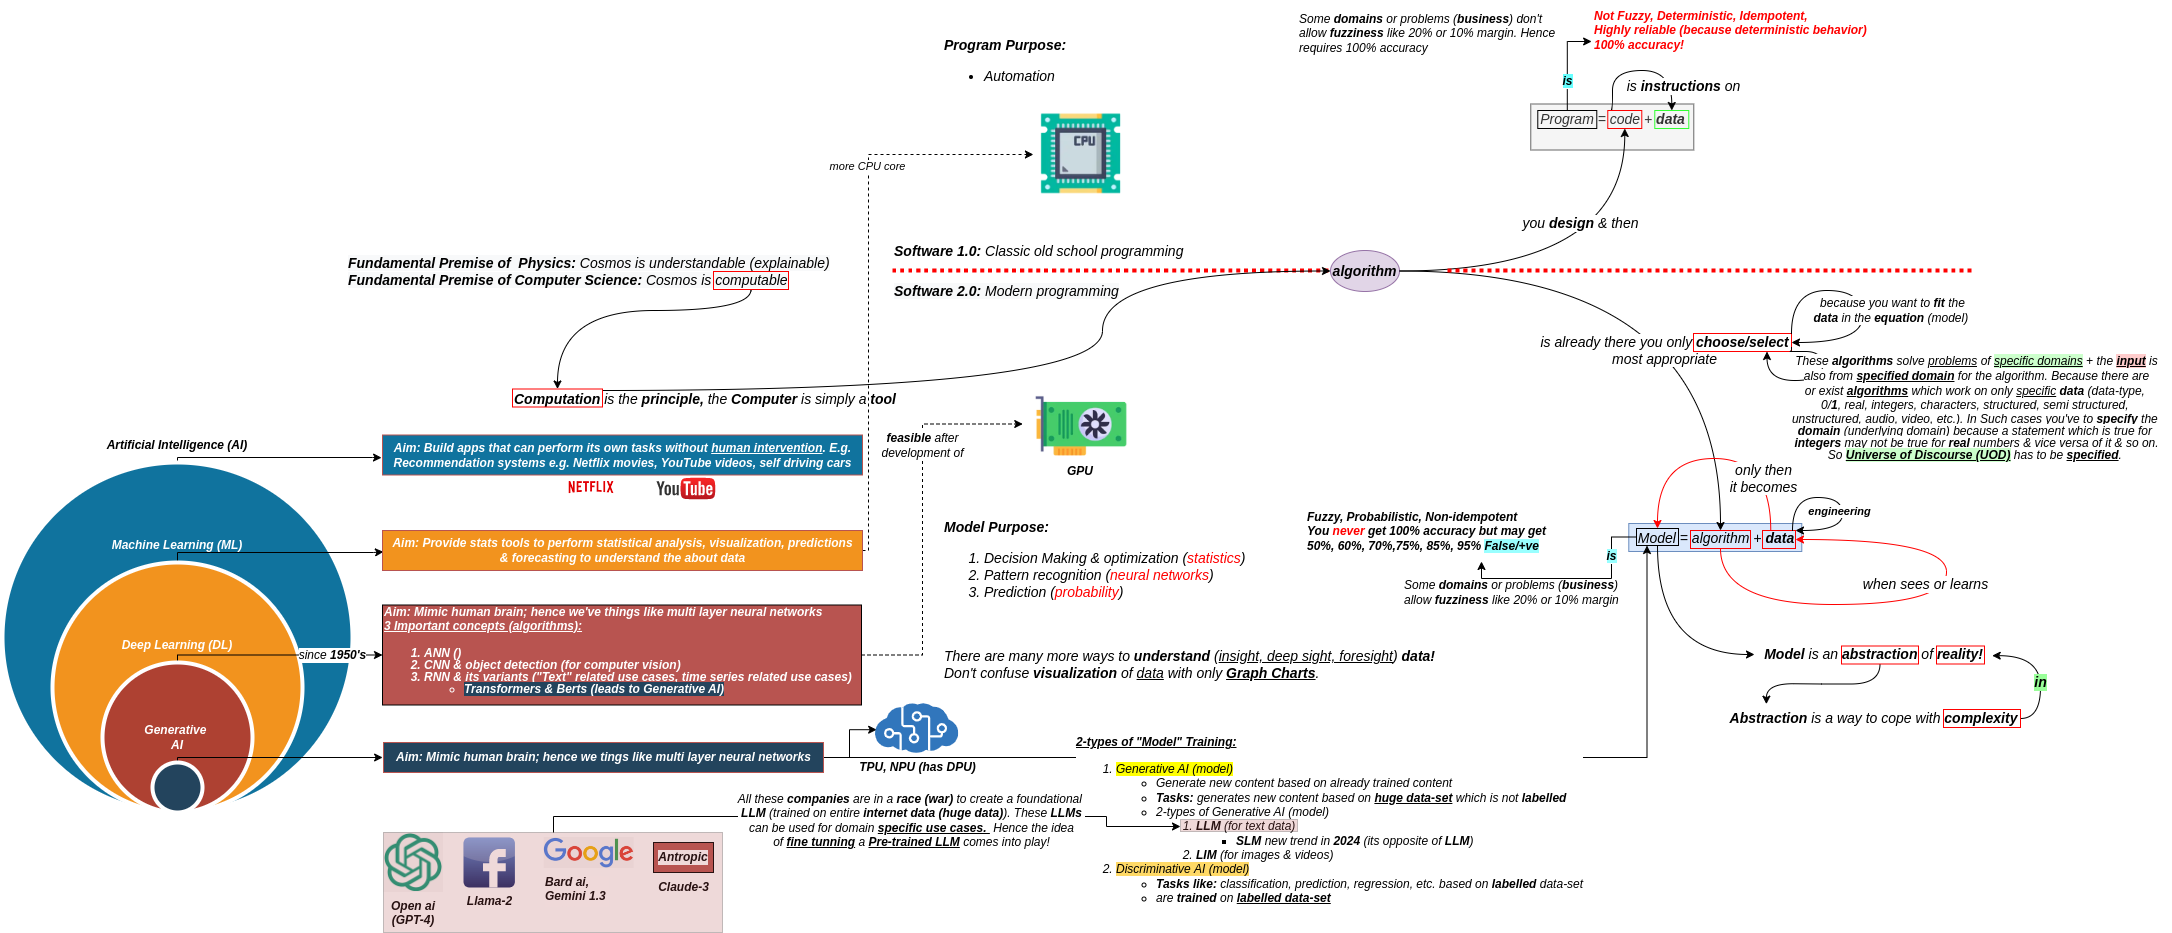 Some domains or problems (business) don't
allow fuzziness like 20% or 10% margin. Hence
requires 100% accuracy
Not Fuzzy, Deterministic, Idempotent,
Highly reliable (because deterministic behavior)
100% accuracy!
Program Purpose:
• Automation
is
is instructions on
Program = code + data
CPU
more CPU core
you design & then
Software 1.0: Classic old school programming
Fundamental Premise of Physics: Cosmos is understandable (explainable)
Fundamental Premise of Computer Science: Cosmos is computable
algorithm
Software 2.0: Modern programming
because you want to fit the
data in the equation (model)
is already there you only choose/select
most appropriate
These algorithms solve problems of specific domains + the input is
also from specified domain for the algorithm. Because there are
or exist algorithms which work on only specific data (data-type,
0/1, real, integers, characters, structured, semi structured,
unstructured, audio, video, etc.). In Such cases you've to specify the
domain (underlying domain) because a statement which is true for
integers may not be true for real numbers & vice versa of it & so on.
So Universe of Discourse (UOD) has to be specified.
Computation is the principle, the Computer is simply a tool
Artificial Intelligence (AI)
Aim: Build apps that can perform its own tasks without human intervention. E.g.
Recommendation systems e.g. Netflix movies, YouTube videos, self driving cars
NETFLIX
YouTube
feasible after
development of
GPU
only then
it becomes
engineering
Machine Learning (ML)
Aim: Provide stats tools to perform statistical analysis, visualization, predictions
& forecasting to understand the about data
Model Purpose:
1. Decision Making & optimization (statistics)
2. Pattern recognition (neural networks)
3. Prediction (probability)
Fuzzy, Probabilistic, Non-idempotent
You never get 100% accuracy but may get
50%, 60%, 70%,75%, 85%, 95% False/+ve
is
Model = algorithm + data
Some domains or problems (business)
allow fuzziness like 20% or 10% margin
when sees or learns
Deep Learning (DL)
since 1950's
Aim: Mimic human brain; hence we've things like multi layer neural networks
3 Important concepts (algorithms):
1. ANN ()
2. CNN & object detection (for computer vision)
3. RNN & its variants ("Text" related use cases, time series related use cases)
Transformers & Berts (leads to Generative AI)
There are many more ways to understand (insight, deep sight, foresight) data!
Don't confuse visualization of data with only Graph Charts.
Model is an abstraction of reality!
in
Abstraction is a way to cope with complexity
Generative
AI
Aim: Mimic human brain; hence we tings like multi layer neural networks
TPU, NPU (has DPU)
2-types of "Model" Training:
1. Generative AI (model)
Generate new content based on already trained content
Tasks: generates new content based on huge data-set which is not labelled
2-types of Generative AI (model)
1. LLM (for text data)
SLM new trend in 2024 (its opposite of LLM)
2. LIM (for images & videos)
2. Discriminative AI (model)
Tasks like: classification, prediction, regression, etc. based on labelled data-set
are trained on labelled data-set
All these companies are in a race (war) to create a foundational
LLM (trained on entire internet data (huge data)). These LLMs
can be used for domain specific use cases. Hence the idea
of fine tunning a Pre-trained LLM comes into play!
Open ai
(GPT-4)
f
Llama-2
Google
Bard ai,
Gemini 1.3
Antropic
Claude-3